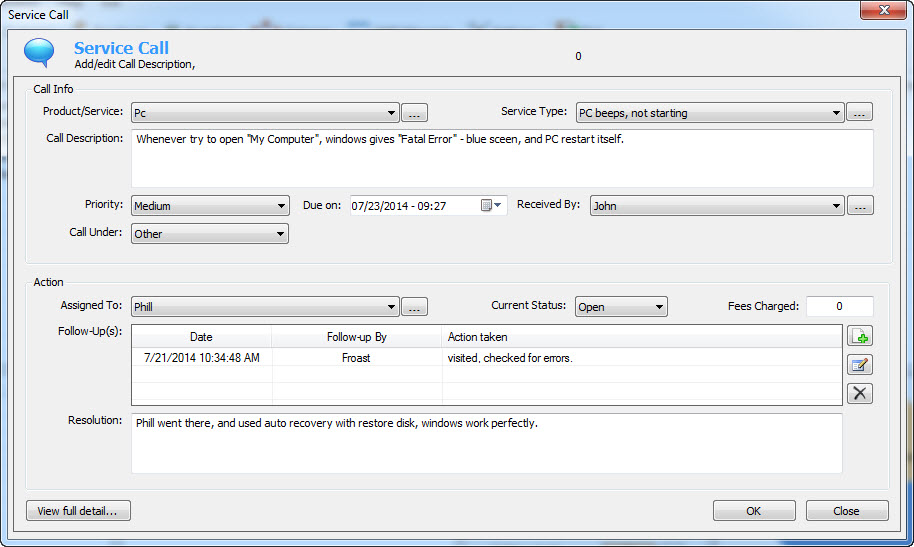 Service Call
Service Call
Add/edit Call Description,
0
Call Info
Product/Service: Pc ... Service Type: PC beeps, not starting ...
Call Description: Whenever try to open "My Computer", windows gives "Fatal Error" - blue sceen, and PC restart itself.
Priority: Medium Due on: 07/23/2014 - 09:27 Received By: John ...
Call Under: Other
Action
Assigned To: Phill ... Current Status: Open Fees Charged: 0
Follow-Up(s): Date Follow-up By Action taken
7/21/2014 10:34:48 AM Froast visited, checked for errors.
Resolution: Phill went there, and used auto recovery with restore disk, windows work perfectly.
View full detail... OK Close